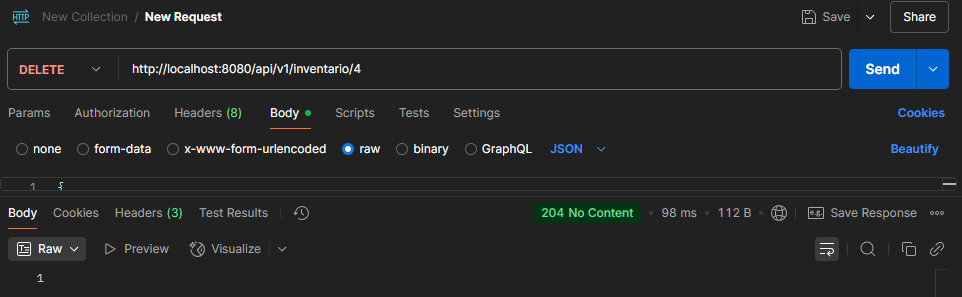 HTTP New Collection / New Request Save Share
DELETE http://localhost:8080/api/v1/inventario/4 Send
Params Authorization Headers (8) Body Scripts Tests Settings Cookies
none form-data x-www-form-urlencoded raw binary GraphQL JSON Beautify
1 {
Body Cookies Headers (3) Test Results 204 No Content • 98 ms • 112 B • e.g. Save Response
Raw Preview Visualize
1